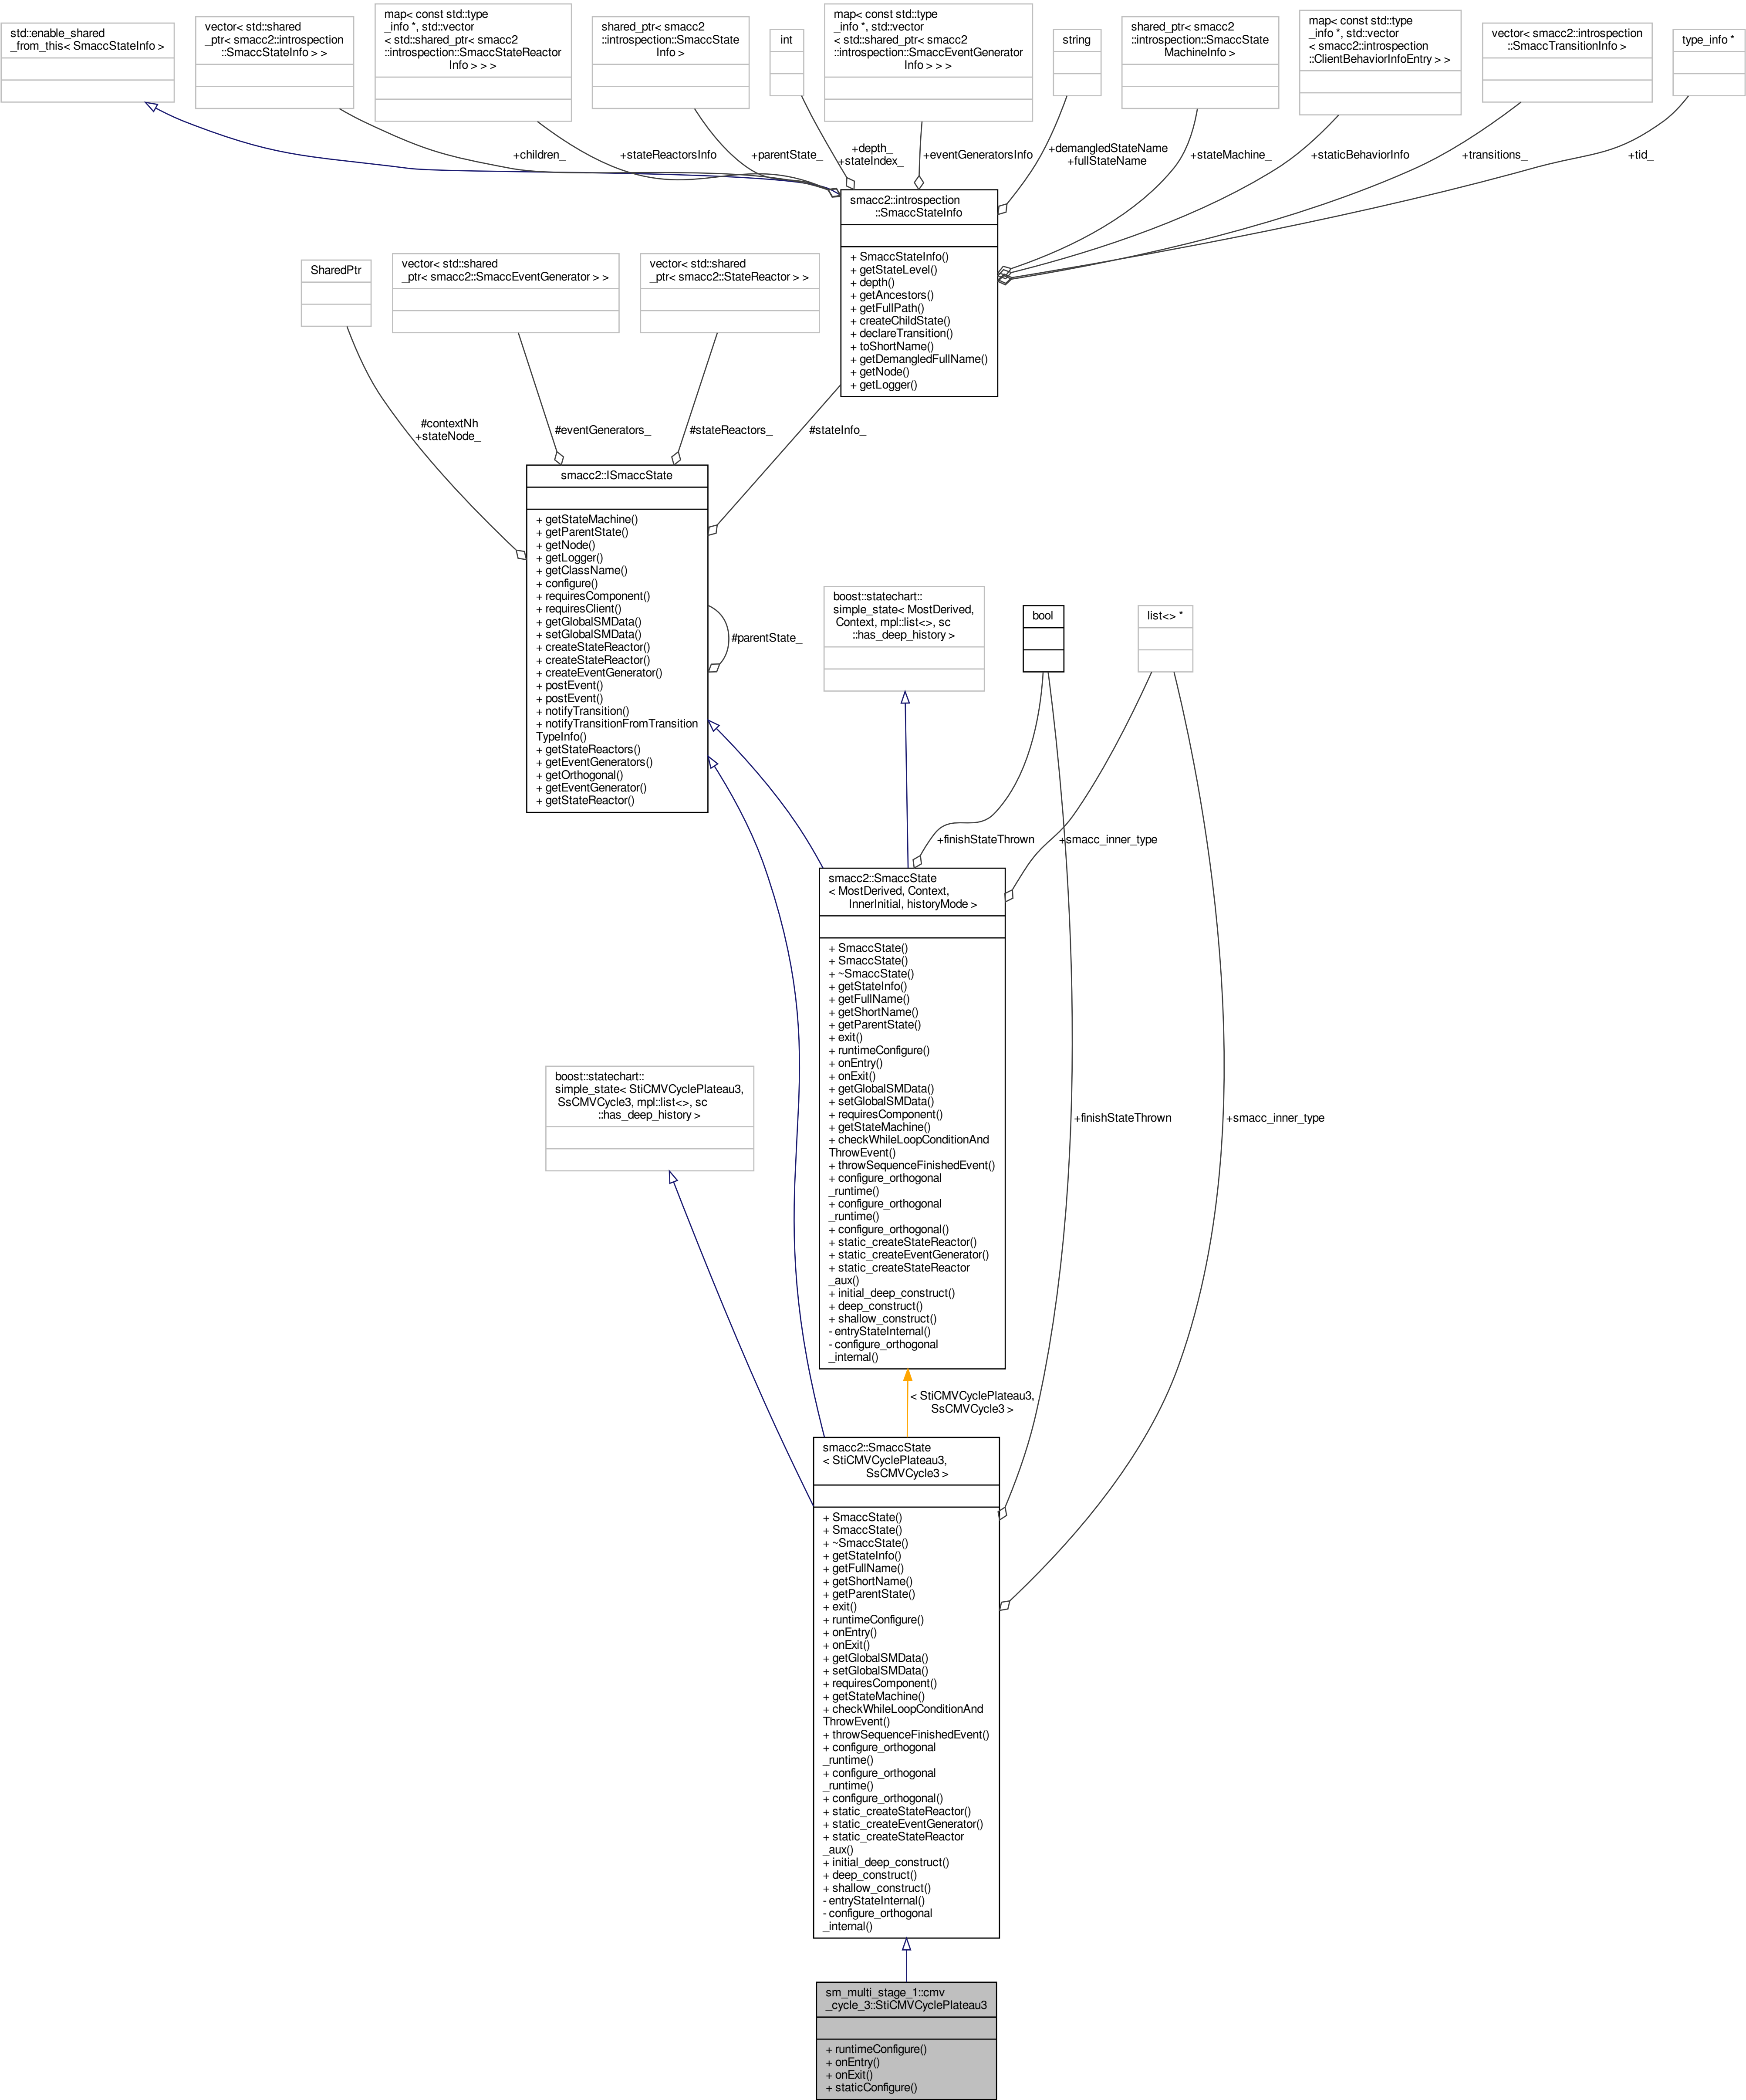 std::enable_shared
_from_this< SmaccStateInfo >
vector< std::shared
_ptr< smacc2::introspection
::SmaccStateInfo > >
map< const std::type
_info *, std::vector
< std::shared_ptr< smacc2
::introspection::SmaccStateReactor
Info > > >
shared_ptr< smacc2
::introspection::SmaccState
Info >
int
map< const std::type
_info *, std::vector
< std::shared_ptr< smacc2
::introspection::SmaccEventGenerator
Info > > >
string
shared_ptr< smacc2
::introspection::SmaccState
MachineInfo >
map< const std::type
_info *, std::vector
< smacc2::introspection
::ClientBehaviorInfoEntry > >
vector< smacc2::introspection
::SmaccTransitionInfo >
type_info *
+children_
+stateReactorsInfo
+parentState_
+depth_
+stateIndex_
+eventGeneratorsInfo
+demangledStateName
+fullStateName
+stateMachine_
+staticBehaviorInfo
+transitions_
+tid_
smacc2::introspection
::SmaccStateInfo
+ SmaccStateInfo()
+ getStateLevel()
+ depth()
+ getAncestors()
+ getFullPath()
+ createChildState()
+ declareTransition()
+ toShortName()
+ getDemangledFullName()
+ getNode()
+ getLogger()
SharedPtr
vector< std::shared
_ptr< smacc2::SmaccEventGenerator > >
vector< std::shared
_ptr< smacc2::StateReactor > >
#contextNh
+stateNode_
#eventGenerators_
#stateReactors_
#stateInfo_
smacc2::ISmaccState
+ getStateMachine()
+ getParentState()
+ getNode()
+ getLogger()
+ getClassName()
+ configure()
+ requiresComponent()
+ requiresClient()
+ getGlobalSMData()
+ setGlobalSMData()
+ createStateReactor()
+ createStateReactor()
+ createEventGenerator()
+ postEvent()
+ postEvent()
+ notifyTransition()
+ notifyTransitionFromTransition
TypeInfo()
+ getStateReactors()
+ getEventGenerators()
+ getOrthogonal()
+ getEventGenerator()
+ getStateReactor()
#parentState_
boost::statechart::
simple_state< MostDerived,
Context, mpl::list<>, sc
::has_deep_history >
bool
list<> *
+finishStateThrown
+smacc_inner_type
smacc2::SmaccState
< MostDerived, Context,
InnerInitial, historyMode >
+ SmaccState()
+ SmaccState()
+ ~SmaccState()
+ getStateInfo()
+ getFullName()
+ getShortName()
+ getParentState()
+ exit()
+ runtimeConfigure()
+ onEntry()
+ onExit()
+ getGlobalSMData()
+ setGlobalSMData()
+ requiresComponent()
+ getStateMachine()
+ checkWhileLoopConditionAnd
ThrowEvent()
+ throwSequenceFinishedEvent()
+ configure_orthogonal
_runtime()
+ configure_orthogonal
_runtime()
+ configure_orthogonal()
+ static_createStateReactor()
+ static_createEventGenerator()
+ static_createStateReactor
_aux()
+ initial_deep_construct()
+ deep_construct()
+ shallow_construct()
- entryStateInternal()
- configure_orthogonal
_internal()
boost::statechart::
simple_state< StiCMVCyclePlateau3,
SsCMVCycle3, mpl::list<>, sc
::has_deep_history >
+finishStateThrown
+smacc_inner_type
< StiCMVCyclePlateau3,
SsCMVCycle3 >
smacc2::SmaccState
< StiCMVCyclePlateau3,
SsCMVCycle3 >
+ SmaccState()
+ SmaccState()
+ ~SmaccState()
+ getStateInfo()
+ getFullName()
+ getShortName()
+ getParentState()
+ exit()
+ runtimeConfigure()
+ onEntry()
+ onExit()
+ getGlobalSMData()
+ setGlobalSMData()
+ requiresComponent()
+ getStateMachine()
+ checkWhileLoopConditionAnd
ThrowEvent()
+ throwSequenceFinishedEvent()
+ configure_orthogonal
_runtime()
+ configure_orthogonal
_runtime()
+ configure_orthogonal()
+ static_createStateReactor()
+ static_createEventGenerator()
+ static_createStateReactor
_aux()
+ initial_deep_construct()
+ deep_construct()
+ shallow_construct()
- entryStateInternal()
- configure_orthogonal
_internal()
sm_multi_stage_1::cmv
_cycle_3::StiCMVCyclePlateau3
+ runtimeConfigure()
+ onEntry()
+ onExit()
+ staticConfigure()